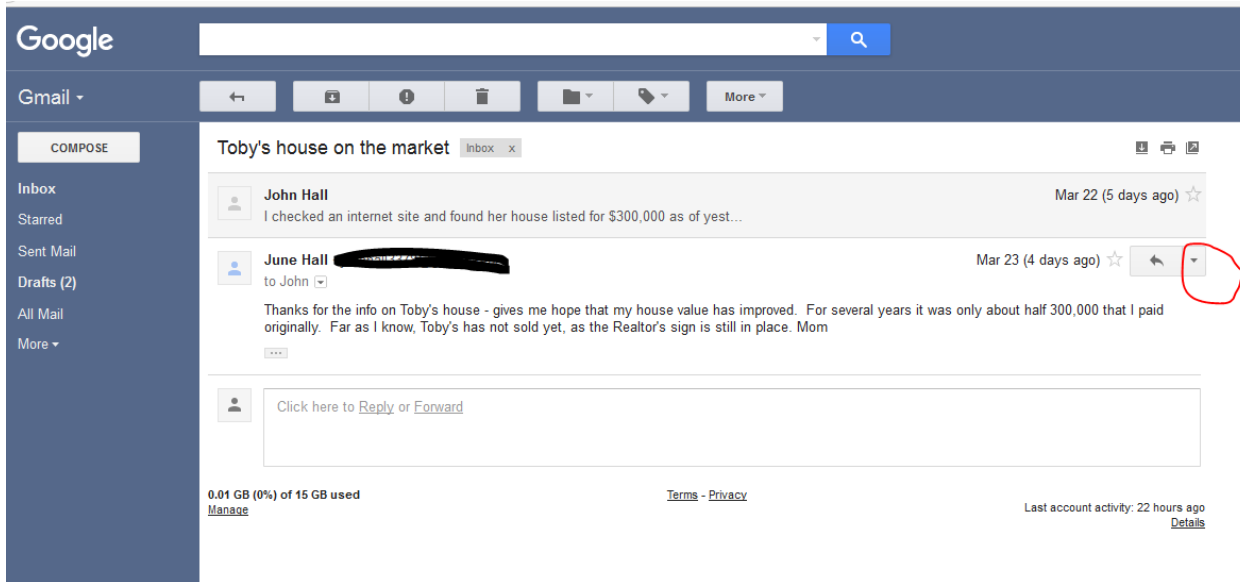 Google
Gmail
More
COMPOSE
Toby's house on the market Inbox x
Inbox
Starred
Sent Mail
Drafts (2)
All Mail
More
John Hall Mar 22 (5 days ago)
I checked an internet site and found her house listed for $300,000 as of yest...
June Hall Mar 23 (4 days ago)
to John
Thanks for the info on Toby's house - gives me hope that my house value has improved. For several years it was only about half 300,000 that I paid
originally. Far as I know, Toby's has not sold yet, as the Realtor's sign is still in place. Mom
Click here to Reply or Forward
0.01 GB (0%) of 15 GB used
Manage
Terms - Privacy
Last account activity: 22 hours ago
Details